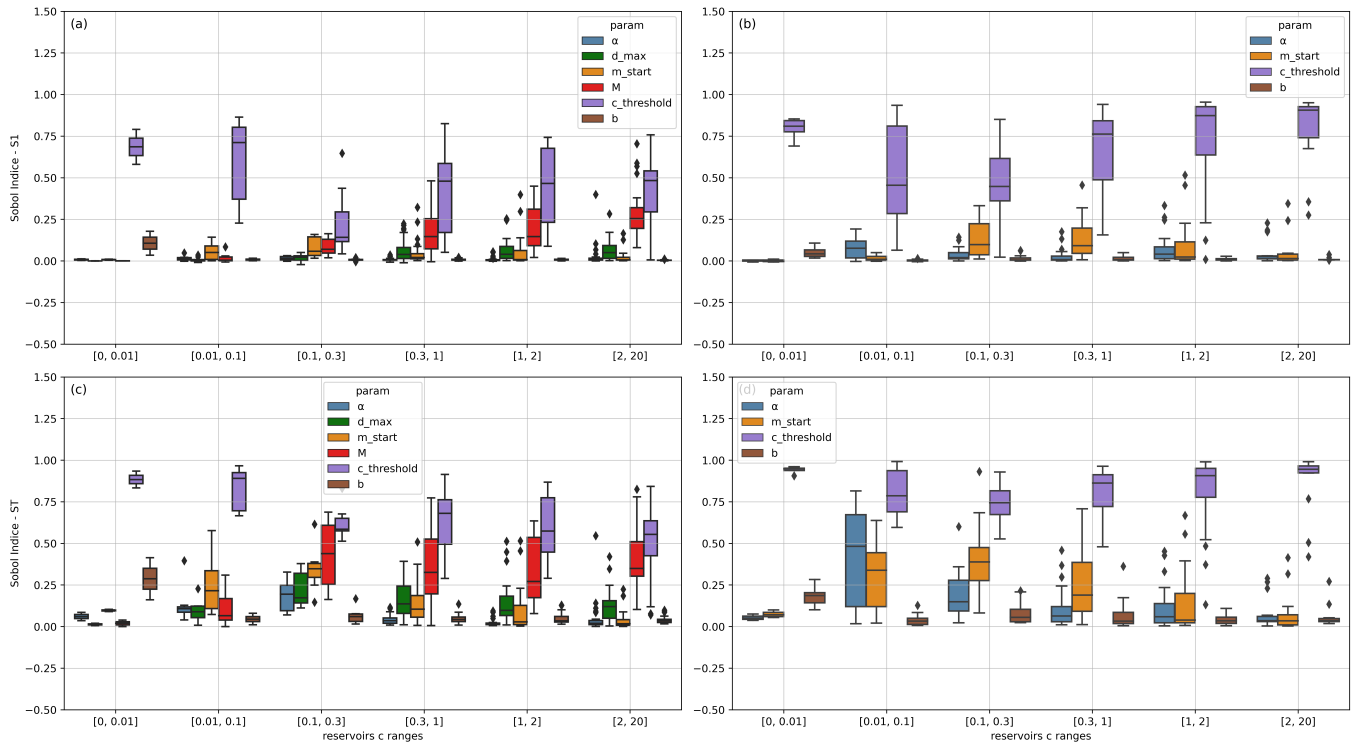 (a)
param
α
d_max
m_start
M
c_threshold
b
Sobol Indice - S1
1.50
1.25
1.00
0.75
0.50
0.25
0.00
−0.25
−0.50
[0, 0.01]
[0.01, 0.1]
[0.1, 0.3]
[0.3, 1]
[1, 2]
[2, 20]
(b)
param
α
m_start
c_threshold
b
1.50
1.25
1.00
0.75
0.50
0.25
0.00
−0.25
−0.50
[0, 0.01]
[0.01, 0.1]
[0.1, 0.3]
[0.3, 1]
[1, 2]
[2, 20]
(c)
param
α
d_max
m_start
M
c_threshold
b
Sobol Indice - ST
1.50
1.25
1.00
0.75
0.50
0.25
0.00
−0.25
−0.50
[0, 0.01]
[0.01, 0.1]
[0.1, 0.3]
[0.3, 1]
[1, 2]
[2, 20]
reservoirs c ranges
(d)
param
α
m_start
c_threshold
b
1.50
1.25
1.00
0.75
0.50
0.25
0.00
−0.25
−0.50
[0, 0.01]
[0.01, 0.1]
[0.1, 0.3]
[0.3, 1]
[1, 2]
[2, 20]
reservoirs c ranges